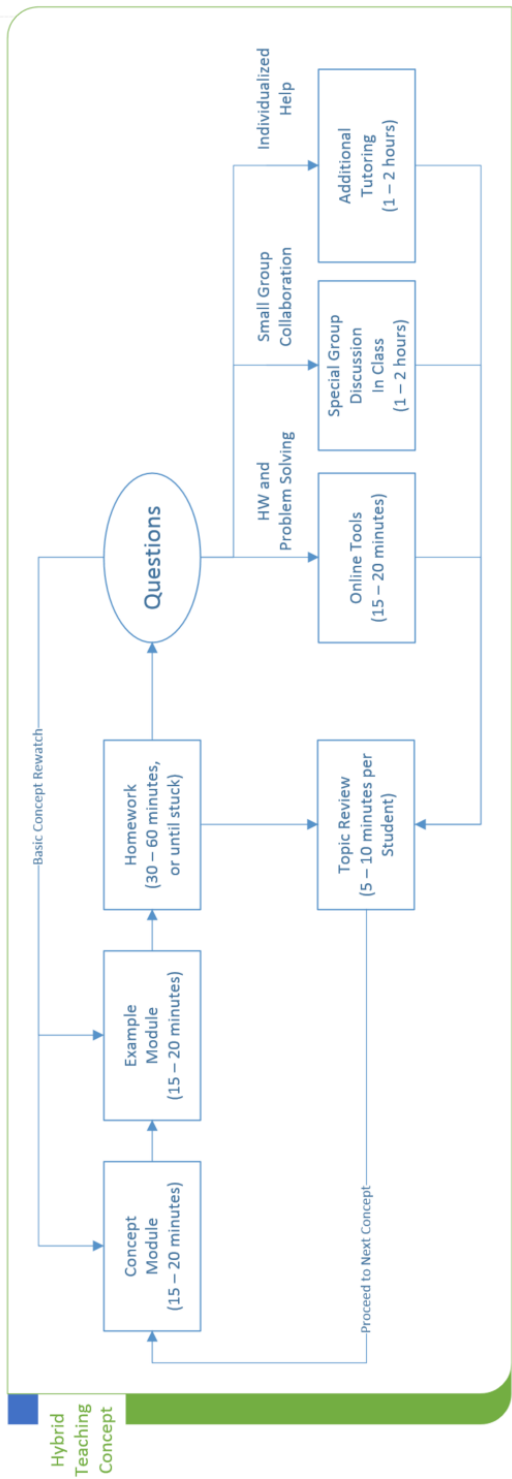 Hybrid
Teaching
Concept
Basic Concept Rewatch
Concept
Module
(15 – 20 minutes)
Example
Module
(15 – 20 minutes)
Homework
(30 – 60 minutes,
or until stuck)
Questions
HW and
Problem Solving
Small Group
Collaboration
Individualized
Help
Topic Review
(5 – 10 minutes per
Student)
Online Tools
(15 – 20 minutes)
Special Group
Discussion
In Class
(1 – 2 hours)
Additional
Tutoring
(1 – 2 hours)
Proceed to Next Concept